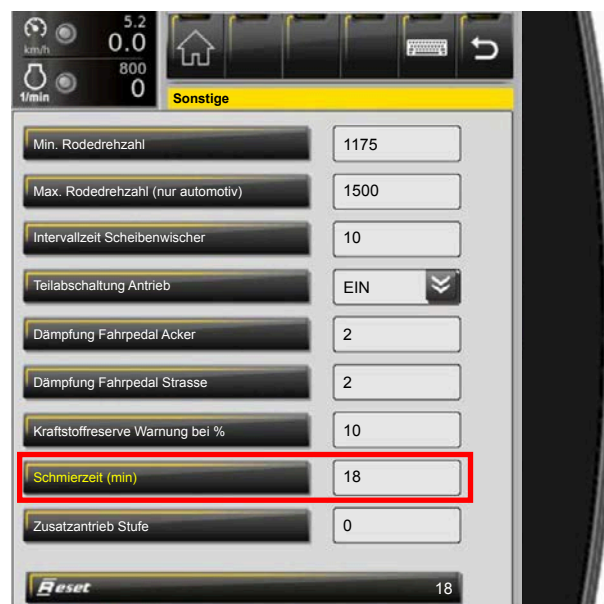 5.2
km/h 0.0
800
1/min 0
Sonstige
Min. Rodedrehzahl 1175
Max. Rodedrehzahl (nur automotiv) 1500
Intervallzeit Scheibenwischer 10
Teilabschaltung Antrieb EIN
Dämpfung Fahrpedal Acker 2
Dämpfung Fahrpedal Strasse 2
Kraftstoffreserve Warnung bei % 10
Schmierzeit (min) 18
Zusatzantrieb Stufe 0
Reset 18